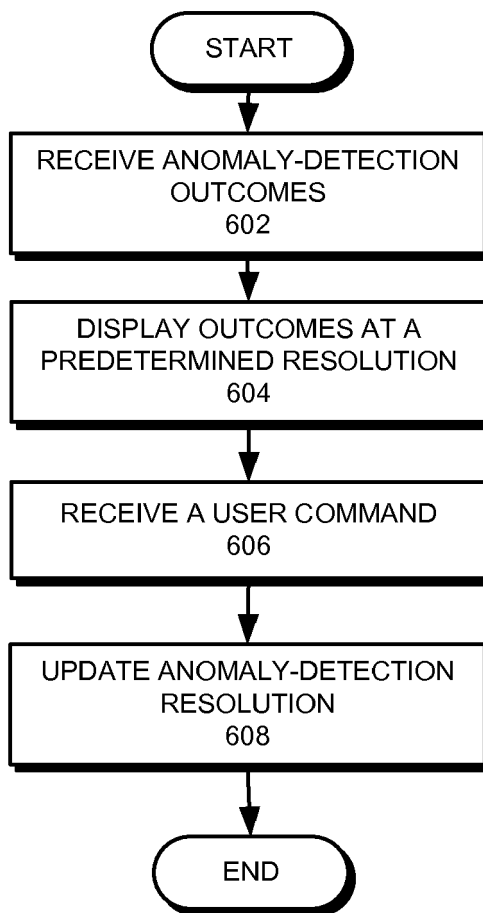 START
RECEIVE ANOMALY-DETECTION
OUTCOMES
602
DISPLAY OUTCOMES AT A
PREDETERMINED RESOLUTION
604
RECEIVE A USER COMMAND
606
UPDATE ANOMALY-DETECTION
RESOLUTION
608
END